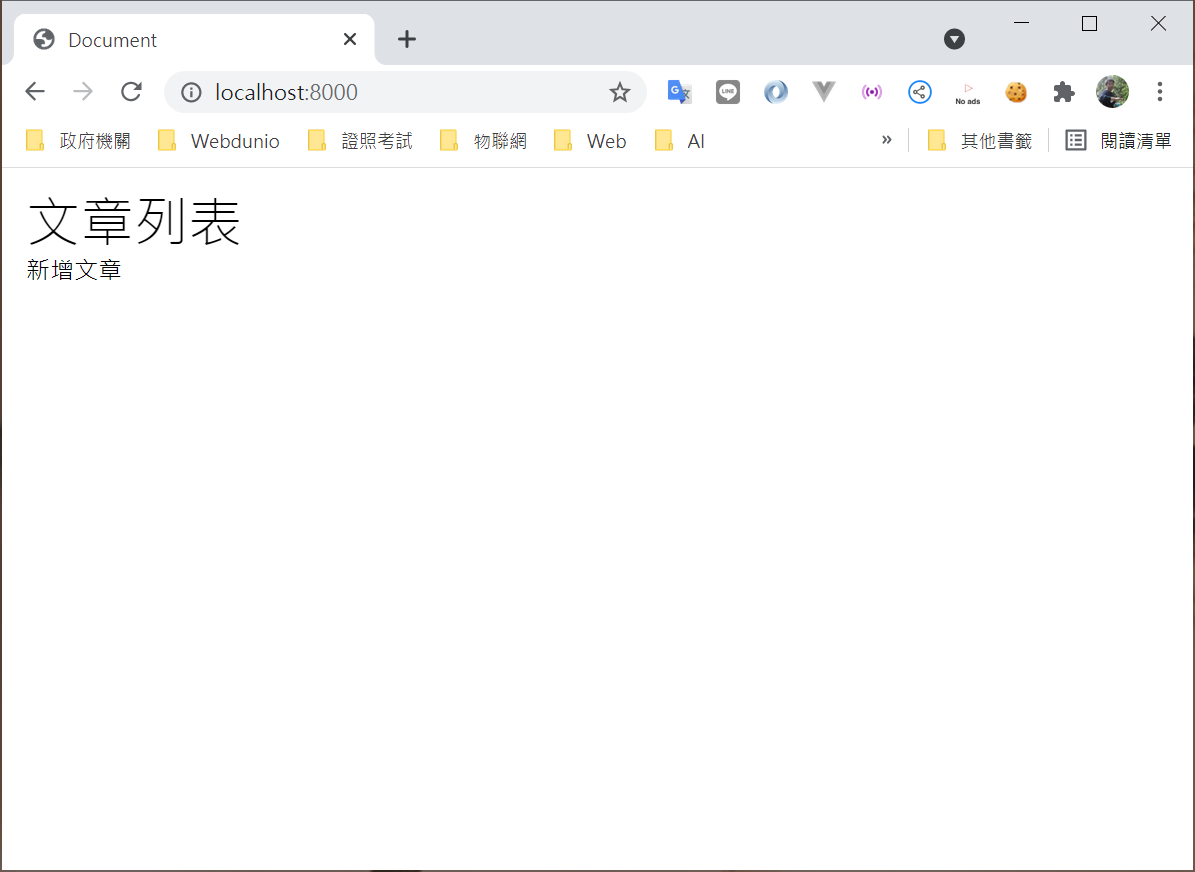 Document
localhost:8000
LINE
No ads
政府機關 Webdunio 證照考試 物聯網 Web AI » 其他書籤 閱讀清單
文章列表
新增文章